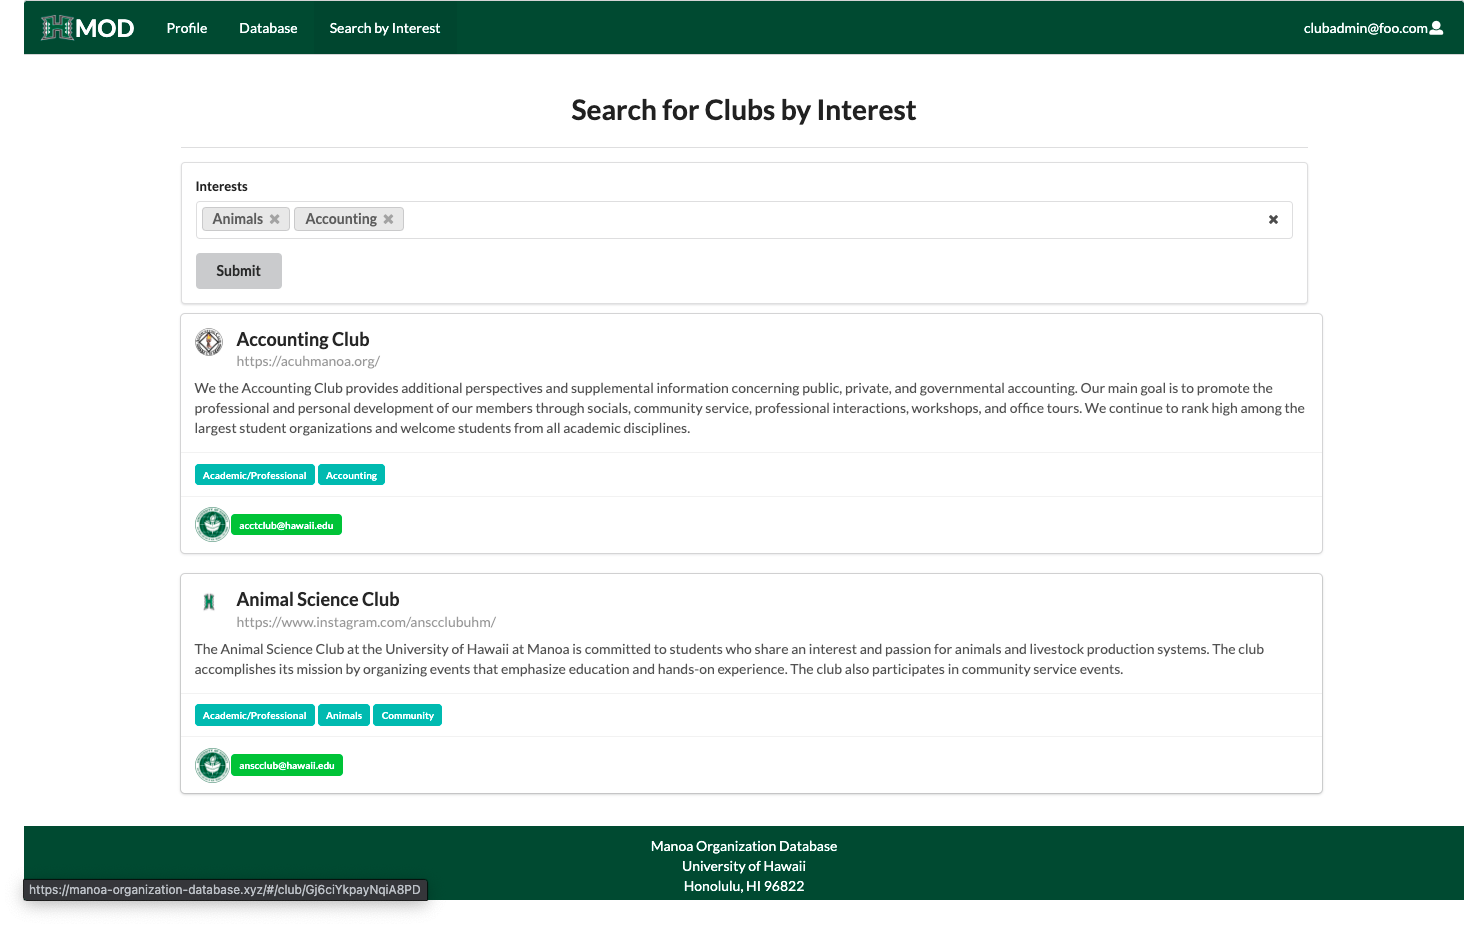 MOD Profile Database Search by Interest clubadmin@foo.com
Search for Clubs by Interest
Interests
Animals Accounting
Submit
Accounting Club
https://acuhmanoa.org/
We the Accounting Club provides additional perspectives and supplemental information concerning public, private, and governmental accounting. Our main goal is to promote the
professional and personal development of our members through socials, community service, professional interactions, workshops, and office tours. We continue to rank high among the
largest student organizations and welcome students from all academic disciplines.
Academic/Professional Accounting
acctclub@hawaii.edu
Animal Science Club
https://www.instagram.com/anscclubuhm/
The Animal Science Club at the University of Hawaii at Manoa is committed to students who share an interest and passion for animals and livestock production systems. The club
accomplishes its mission by organizing events that emphasize education and hands-on experience. The club also participates in community service events.
Academic/Professional Animals Community
anscclub@hawaii.edu
Manoa Organization Database
University of Hawaii
Honolulu, HI 96822
https://manoa-organization-database.xyz/#/club/Gj6ciYkpayNqiA8PD